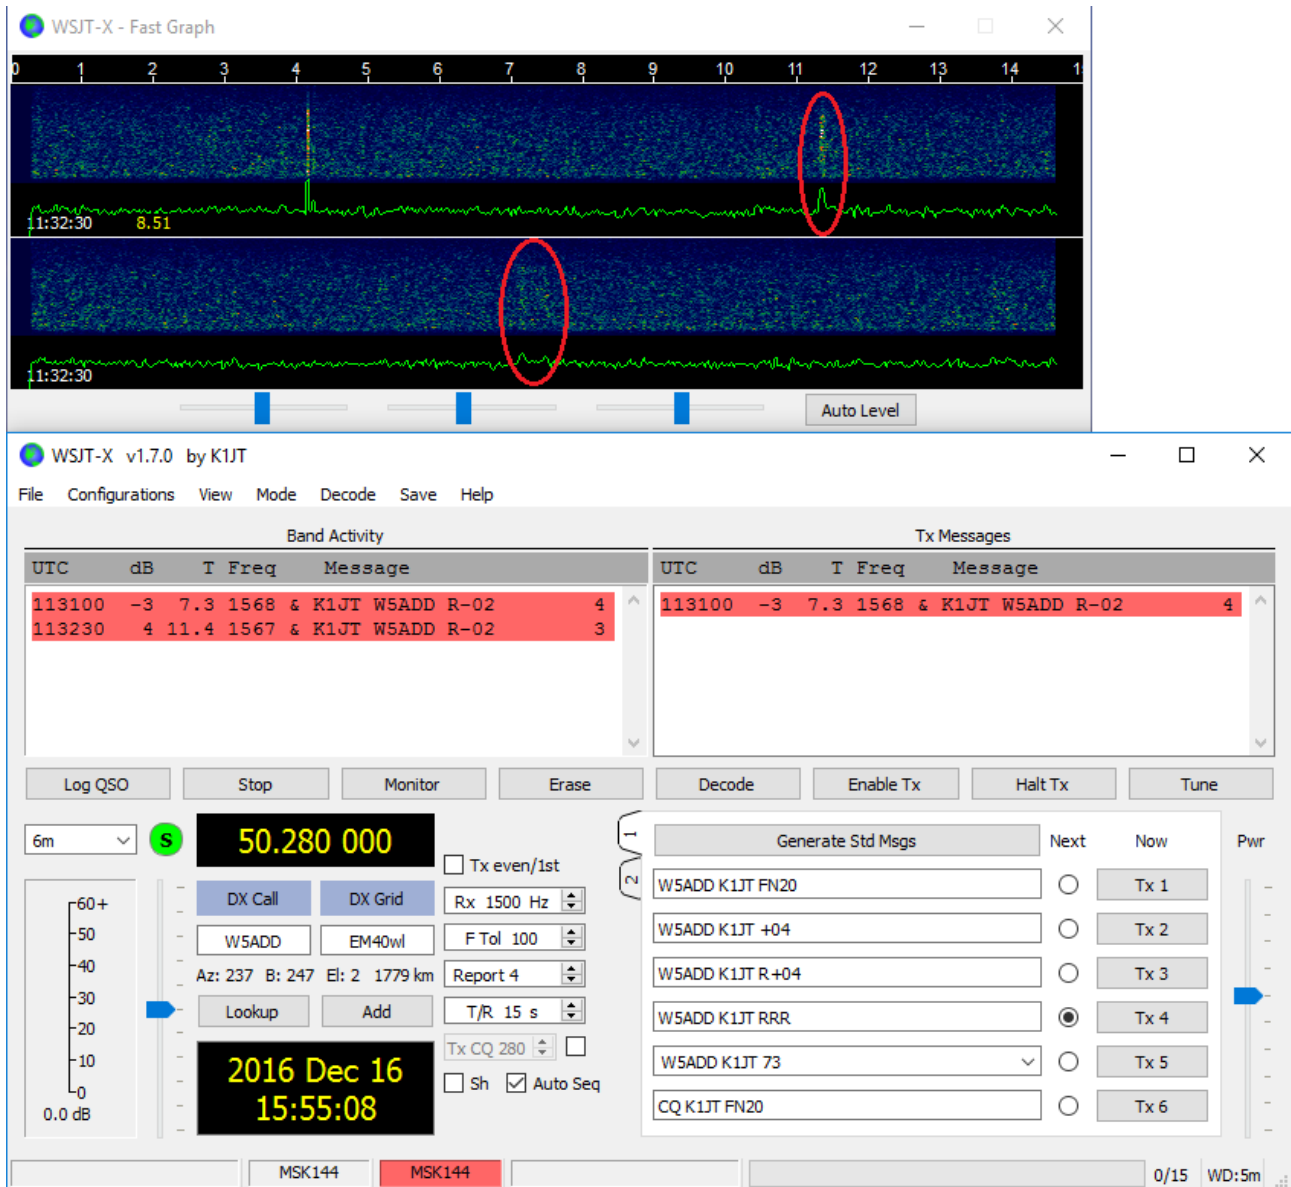 WSJT-X - Fast Graph
0 1 2 3 4 5 6 7 8 9 10 11 12 13 14 1
11:32:30 8.51
11:32:30
Auto Level
WSJT-X v1.7.0 by K1JT
File Configurations View Mode Decode Save Help
Band Activity
Tx Messages
UTC dB T Freq Message
UTC dB T Freq Message
113100 -3 7.3 1568 & K1JT W5ADD R-02 4
113230 4 11.4 1567 & K1JT W5ADD R-02 3
113100 -3 7.3 1568 & K1JT W5ADD R-02 4
Log QSO Stop Monitor Erase Decode Enable Tx Halt Tx Tune
6m S 50.280 000
Tx even/1st
DX Call DX Grid
Rx 1500 Hz
W5ADD EM40wl
F Tol 100
Az: 237 B: 247 El: 2 1779 km
Report 4
Lookup Add
T/R 15 s
Tx CQ 280
2016 Dec 16
15:55:08
Sh Auto Seq
60+
50
40
30
20
10
0
0.0 dB
1
2
Generate Std Msgs Next Now Pwr
W5ADD K1JT FN20 Tx 1
W5ADD K1JT +04 Tx 2
W5ADD K1JT R+04 Tx 3
W5ADD K1JT RRR Tx 4
W5ADD K1JT 73 Tx 5
CQ K1JT FN20 Tx 6
MSK144 MSK144 0/15 WD:5m